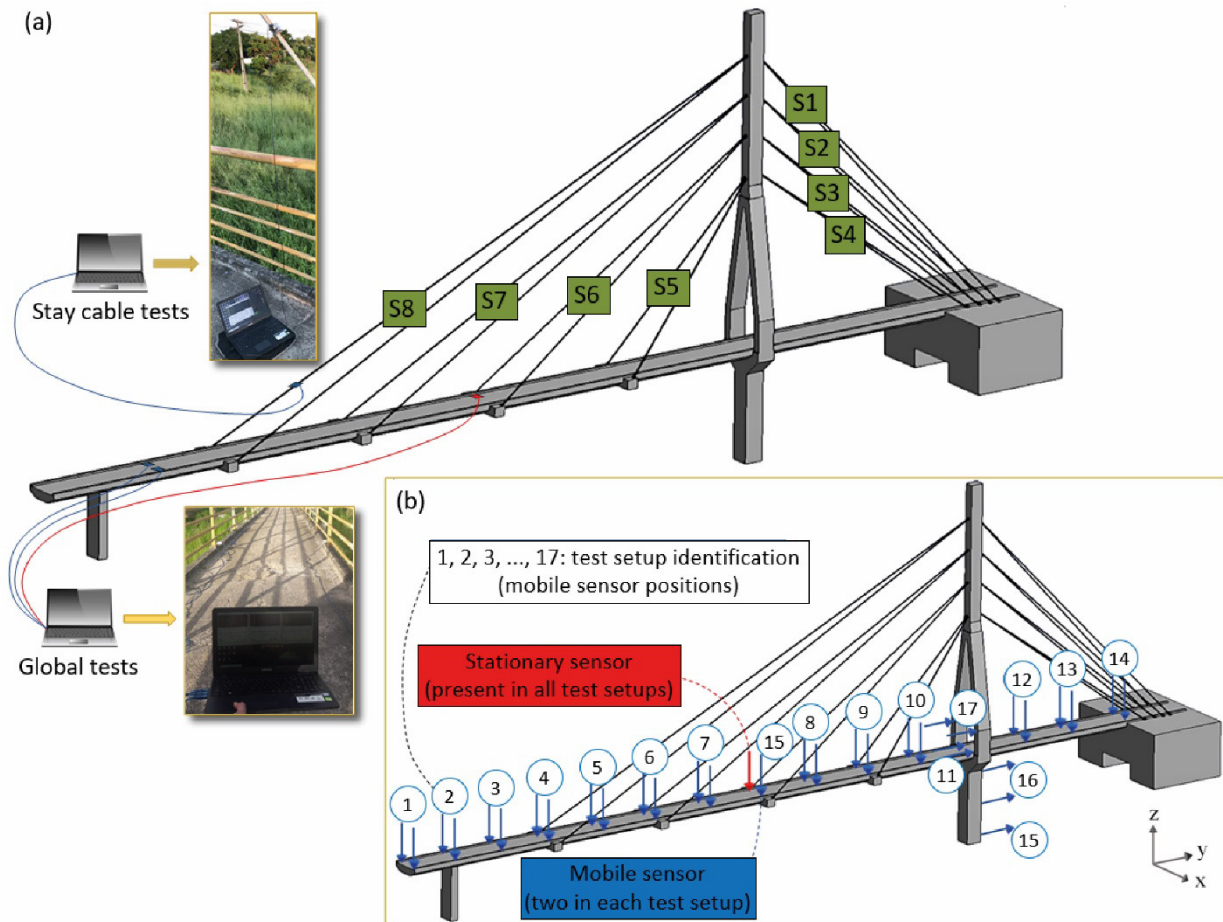 (a)
S1
S2
S3
S4
S5
S6
S7
S8
Stay cable tests
Global tests
(b)
1, 2, 3, ..., 17: test setup identification
(mobile sensor positions)
Stationary sensor
(present in all test setups)
1
2
3
4
5
6
7
15
8
9
10
17
12
13
14
11
16
15
Mobile sensor
(two in each test setup)
z
y
x